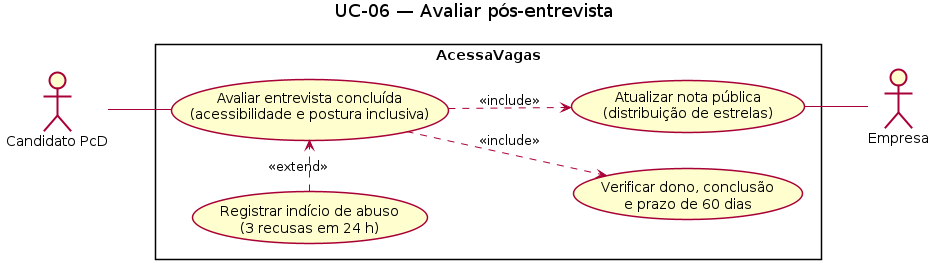 UC-06 — Avaliar pós-entrevista
AcessaVagas
Avaliar entrevista concluída
(acessibilidade e postura inclusiva)
«include»
Atualizar nota pública
(distribuição de estrelas)
Candidato PcD
Empresa
«include»
«extend»
Verificar dono, conclusão
e prazo de 60 dias
Registrar indício de abuso
(3 recusas em 24 h)